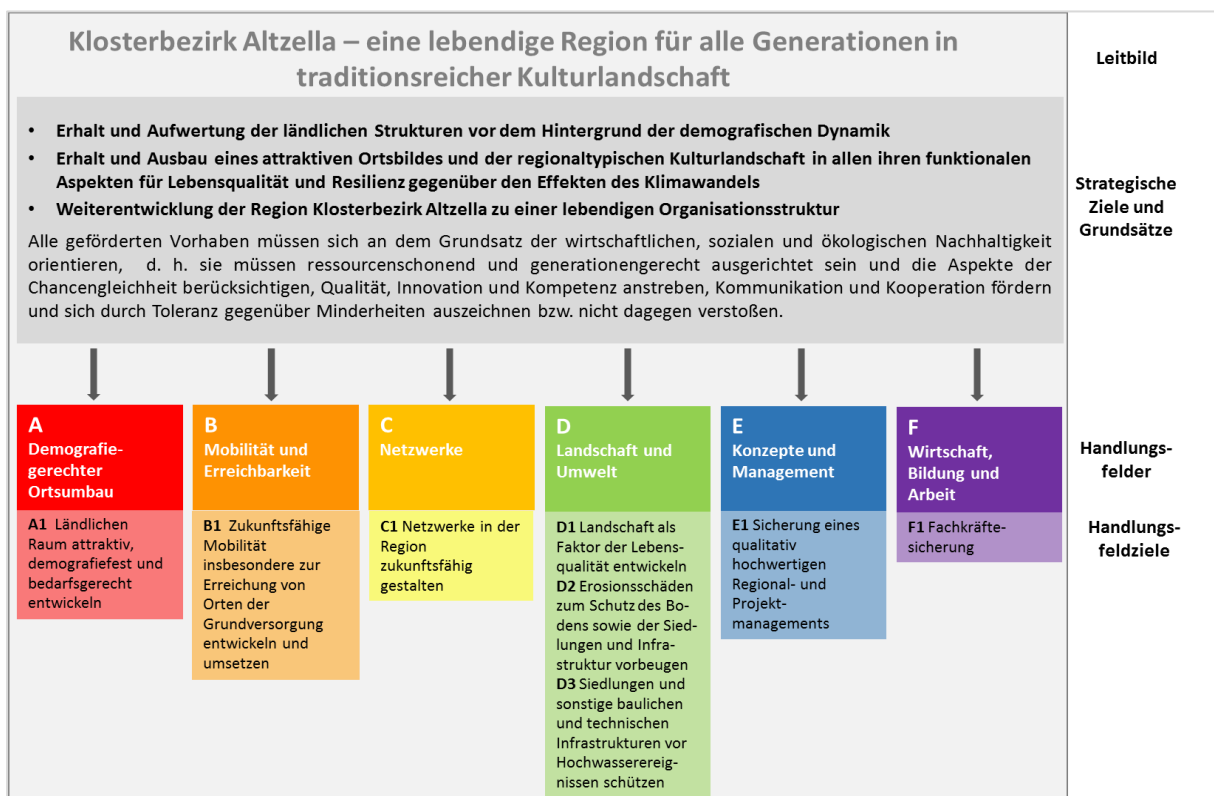 Klosterbezirk Altzella – eine lebendige Region für alle Generationen in
traditionsreicher Kulturlandschaft
Leitbild
• Erhalt und Aufwertung der ländlichen Strukturen vor dem Hintergrund der demografischen Dynamik
• Erhalt und Ausbau eines attraktiven Ortsbildes und der regionaltypischen Kulturlandschaft in allen ihren funktionalen
Aspekten für Lebensqualität und Resilienz gegenüber den Effekten des Klimawandels
• Weiterentwicklung der Region Klosterbezirk Altzella zu einer lebendigen Organisationsstruktur
Alle geförderten Vorhaben müssen sich an dem Grundsatz der wirtschaftlichen, sozialen und ökologischen Nachhaltigkeit
orientieren, d. h. sie müssen ressourcenschonend und generationengerecht ausgerichtet sein und die Aspekte der
Chancengleichheit berücksichtigen, Qualität, Innovation und Kompetenz anstreben, Kommunikation und Kooperation fördern
und sich durch Toleranz gegenüber Minderheiten auszeichnen bzw. nicht dagegen verstoßen.
Strategische
Ziele und
Grundsätze
A
Demografie-
gerechter
Ortsumbau
B
Mobilität und
Erreichbarkeit
C
Netzwerke
D
Landschaft und
Umwelt
E
Konzepte und
Management
F
Wirtschaft,
Bildung und
Arbeit
Handlungs-
felder
A1 Ländlichen
Raum attraktiv,
demografiefest und
bedarfsgerecht
entwickeln
B1 Zukunftsfähige
Mobilität
insbesondere zur
Erreichung von
Orten der
Grundversorgung
entwickeln und
umsetzen
C1 Netzwerke in der
Region
zukunftsfähig
gestalten
D1 Landschaft als
Faktor der Lebens-
qualität entwickeln
D2 Erosionsschäden
zum Schutz des Bo-
dens sowie der Sied-
lungen und Infra-
struktur vorbeugen
D3 Siedlungen und
sonstige baulichen
und technischen
Infrastrukturen vor
Hochwasserereig-
nissen schützen
E1 Sicherung eines
qualitativ
hochwertigen
Regional- und
Projekt-
managements
F1 Fachkräfte-
sicherung
Handlungs-
feldziele